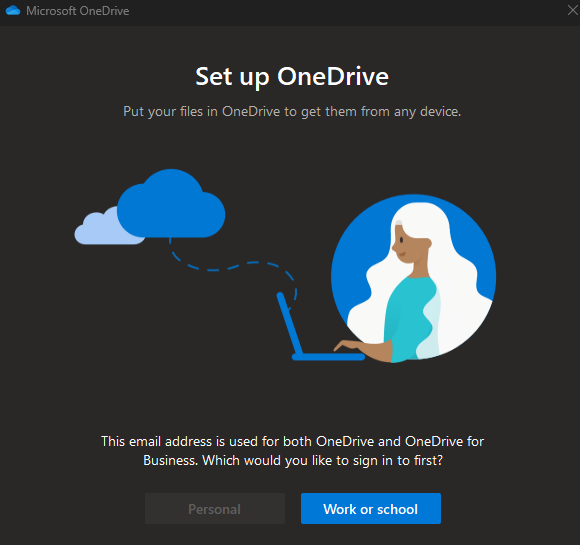 Microsoft OneDrive
Set up OneDrive
Put your files in OneDrive to get them from any device.
This email address is used for both OneDrive and OneDrive for
Business. Which would you like to sign in to first?
Personal
Work or school